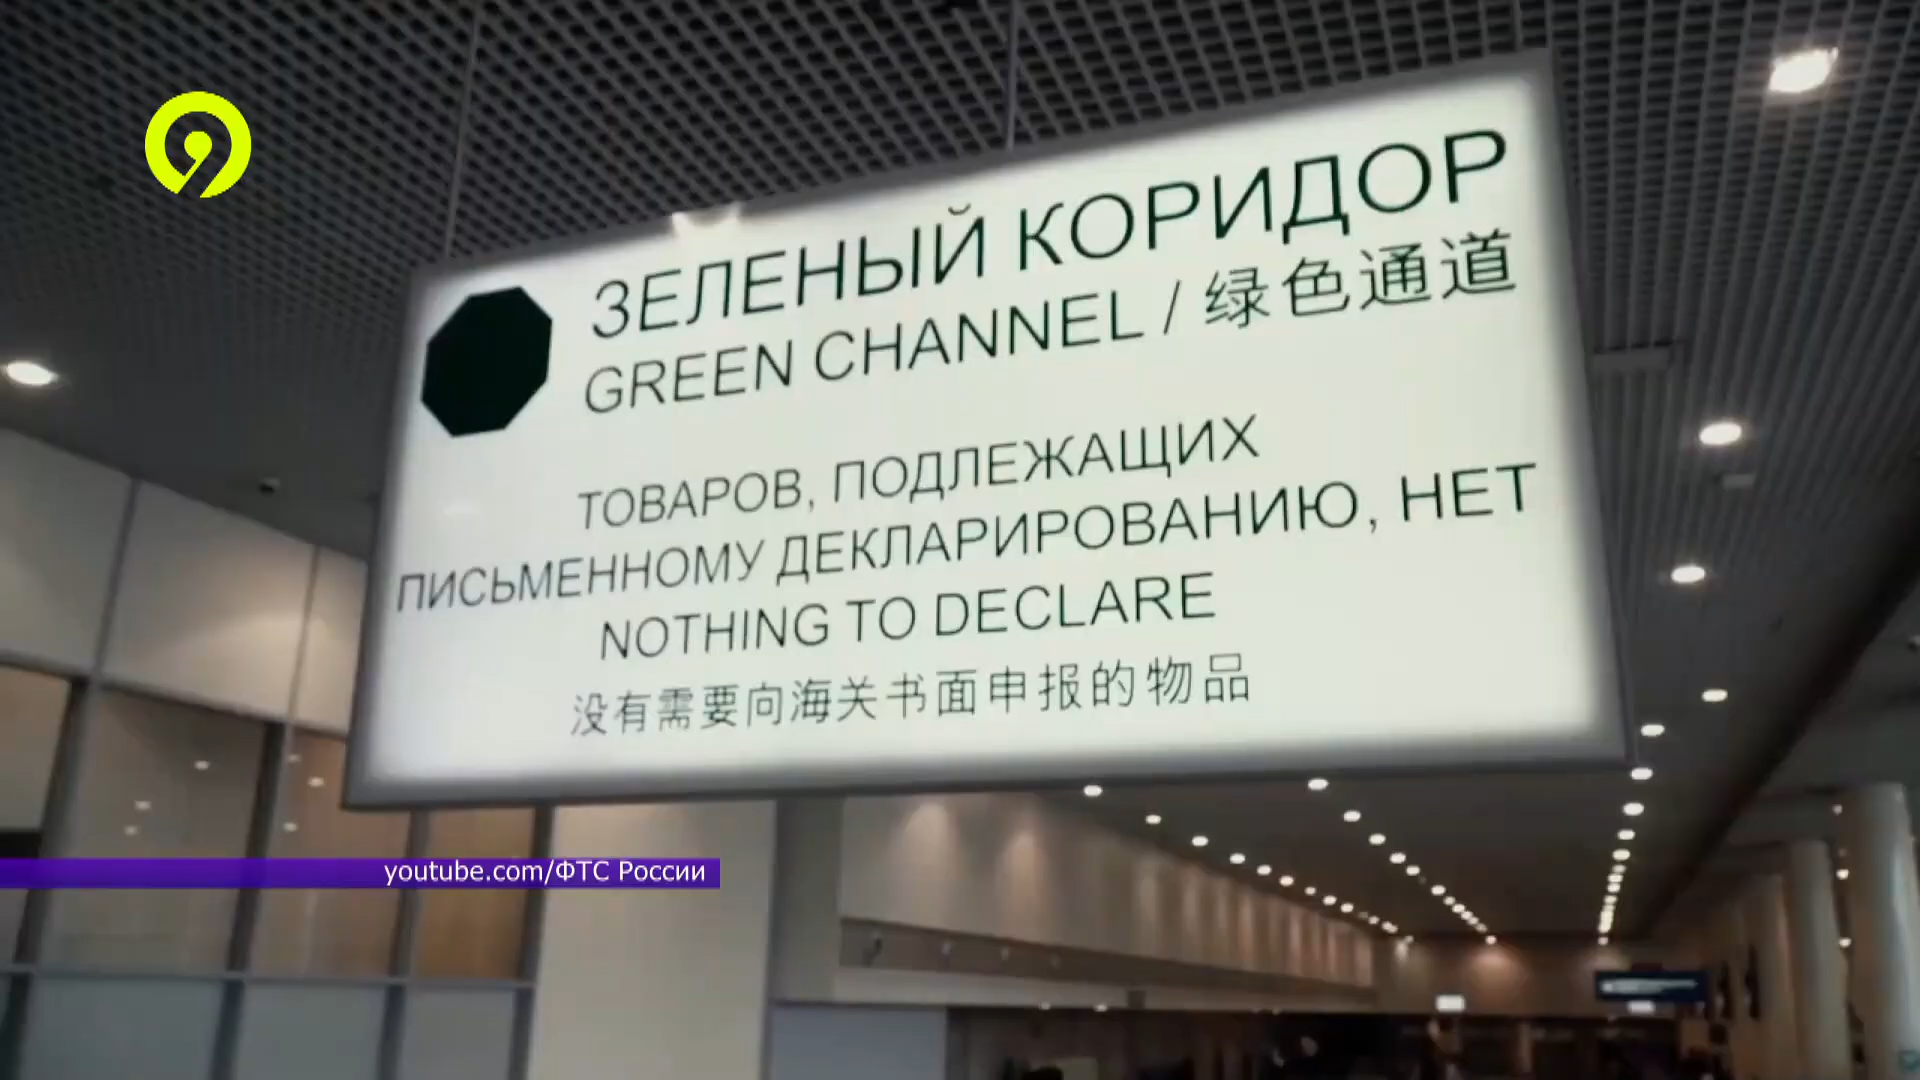 ЗЕЛЕНЫЙ КОРИДОР
GREEN CHANNEL / 绿色通道
ТОВАРОВ, ПОДЛЕЖАЩИХ
ПИСЬМЕННОМУ ДЕКЛАРИРОВАНИЮ, НЕТ
NOTHING TO DECLARE
没有需要向海关书面申报的物品
youtube.com/ФТС России